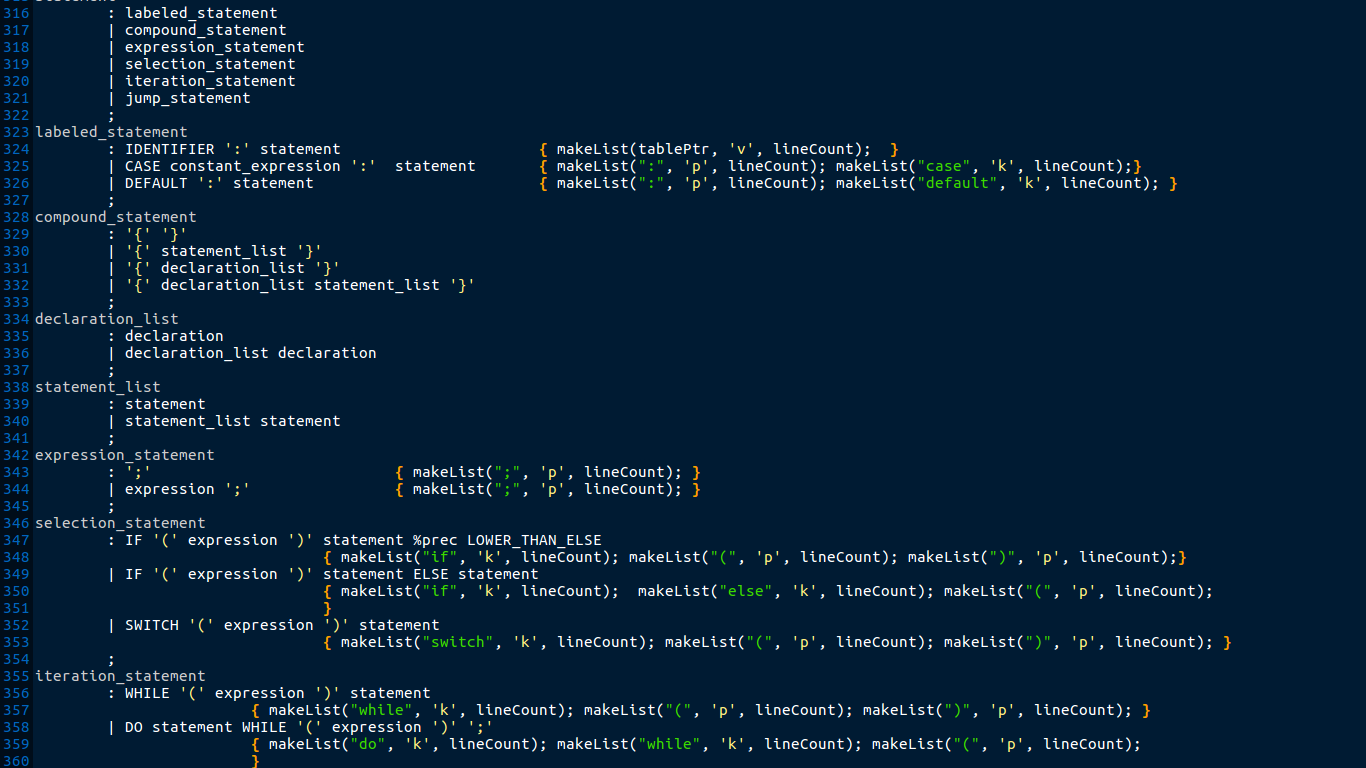 316         : labeled_statement
317         | compound_statement
318         | expression_statement
319         | selection_statement
320         | iteration_statement
321         | jump_statement
322         ;
323 labeled_statement
324         : IDENTIFIER ':' statement                      { makeList(tablePtr, 'v', lineCount);  }
325         | CASE constant_expression ':'  statement       { makeList(":", 'p', lineCount); makeList("case", 'k', lineCount);}
326         | DEFAULT ':' statement                         { makeList(":", 'p', lineCount); makeList("default", 'k', lineCount); }
327         ;
328 compound_statement
329         : '{' '}'
330         | '{' statement_list '}'
331         | '{' declaration_list '}'
332         | '{' declaration_list statement_list '}'
333         ;
334 declaration_list
335         : declaration
336         | declaration_list declaration
337         ;
338 statement_list
339         : statement
340         | statement_list statement
341         ;
342 expression_statement
343         : ';'                           { makeList(";", 'p', lineCount); }
344         | expression ';'                { makeList(";", 'p', lineCount); }
345         ;
346 selection_statement
347         : IF '(' expression ')' statement %prec LOWER_THAN_ELSE
348                                 { makeList("if", 'k', lineCount); makeList("(", 'p', lineCount); makeList(")", 'p', lineCount);}
349         | IF '(' expression ')' statement ELSE statement
350                                 { makeList("if", 'k', lineCount);  makeList("else", 'k', lineCount); makeList("(", 'p', lineCount);
351                                 }
352         | SWITCH '(' expression ')' statement
353                                 { makeList("switch", 'k', lineCount); makeList("(", 'p', lineCount); makeList(")", 'p', lineCount); }
354         ;
355 iteration_statement
356         : WHILE '(' expression ')' statement
357                         { makeList("while", 'k', lineCount); makeList("(", 'p', lineCount); makeList(")", 'p', lineCount); }
358         | DO statement WHILE '(' expression ')' ';'
359                         { makeList("do", 'k', lineCount); makeList("while", 'k', lineCount); makeList("(", 'p', lineCount);
360                         }